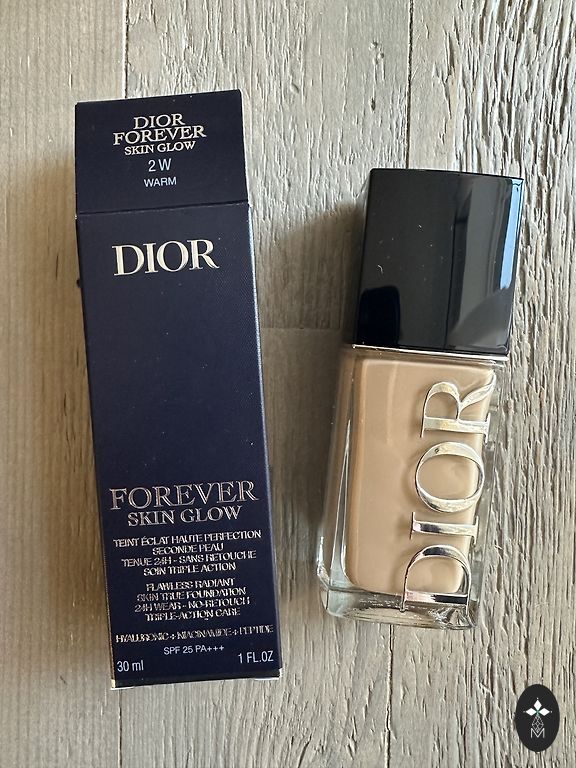 DIOR
FOREVER
SKIN GLOW
2 W
WARM
DIOR
FOREVER
SKIN GLOW
TEINT ÉCLAT HAUTE PERFECTION
SECONDE PEAU
TENUE 24H - SANS RETOUCHE
SOIN TRIPLE ACTION
FLAWLESS RADIANT
SKIN TRUE FOUNDATION
24H WEAR - NO-RETOUCH
TRIPLE-ACTION CARE
HYALURONIC + NIACINAMIDE + PEPTIDE
SPF 25 PA+++
30 ml 1 FL.OZ
DIOR
M